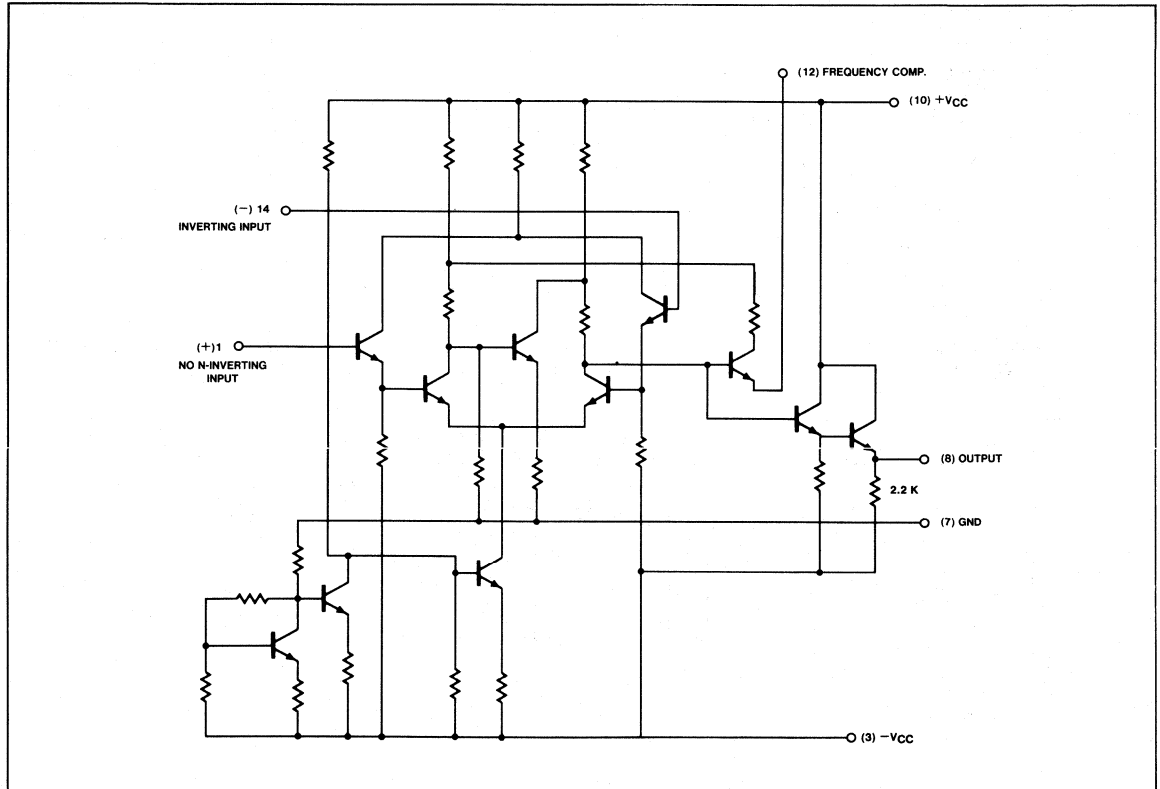 (12) FREQUENCY COMP.
(10) +VCC
(−) 14
INVERTING INPUT
(+)1
NO N-INVERTING
INPUT
(8) OUTPUT
2.2 K
(7) GND
(3) −VCC